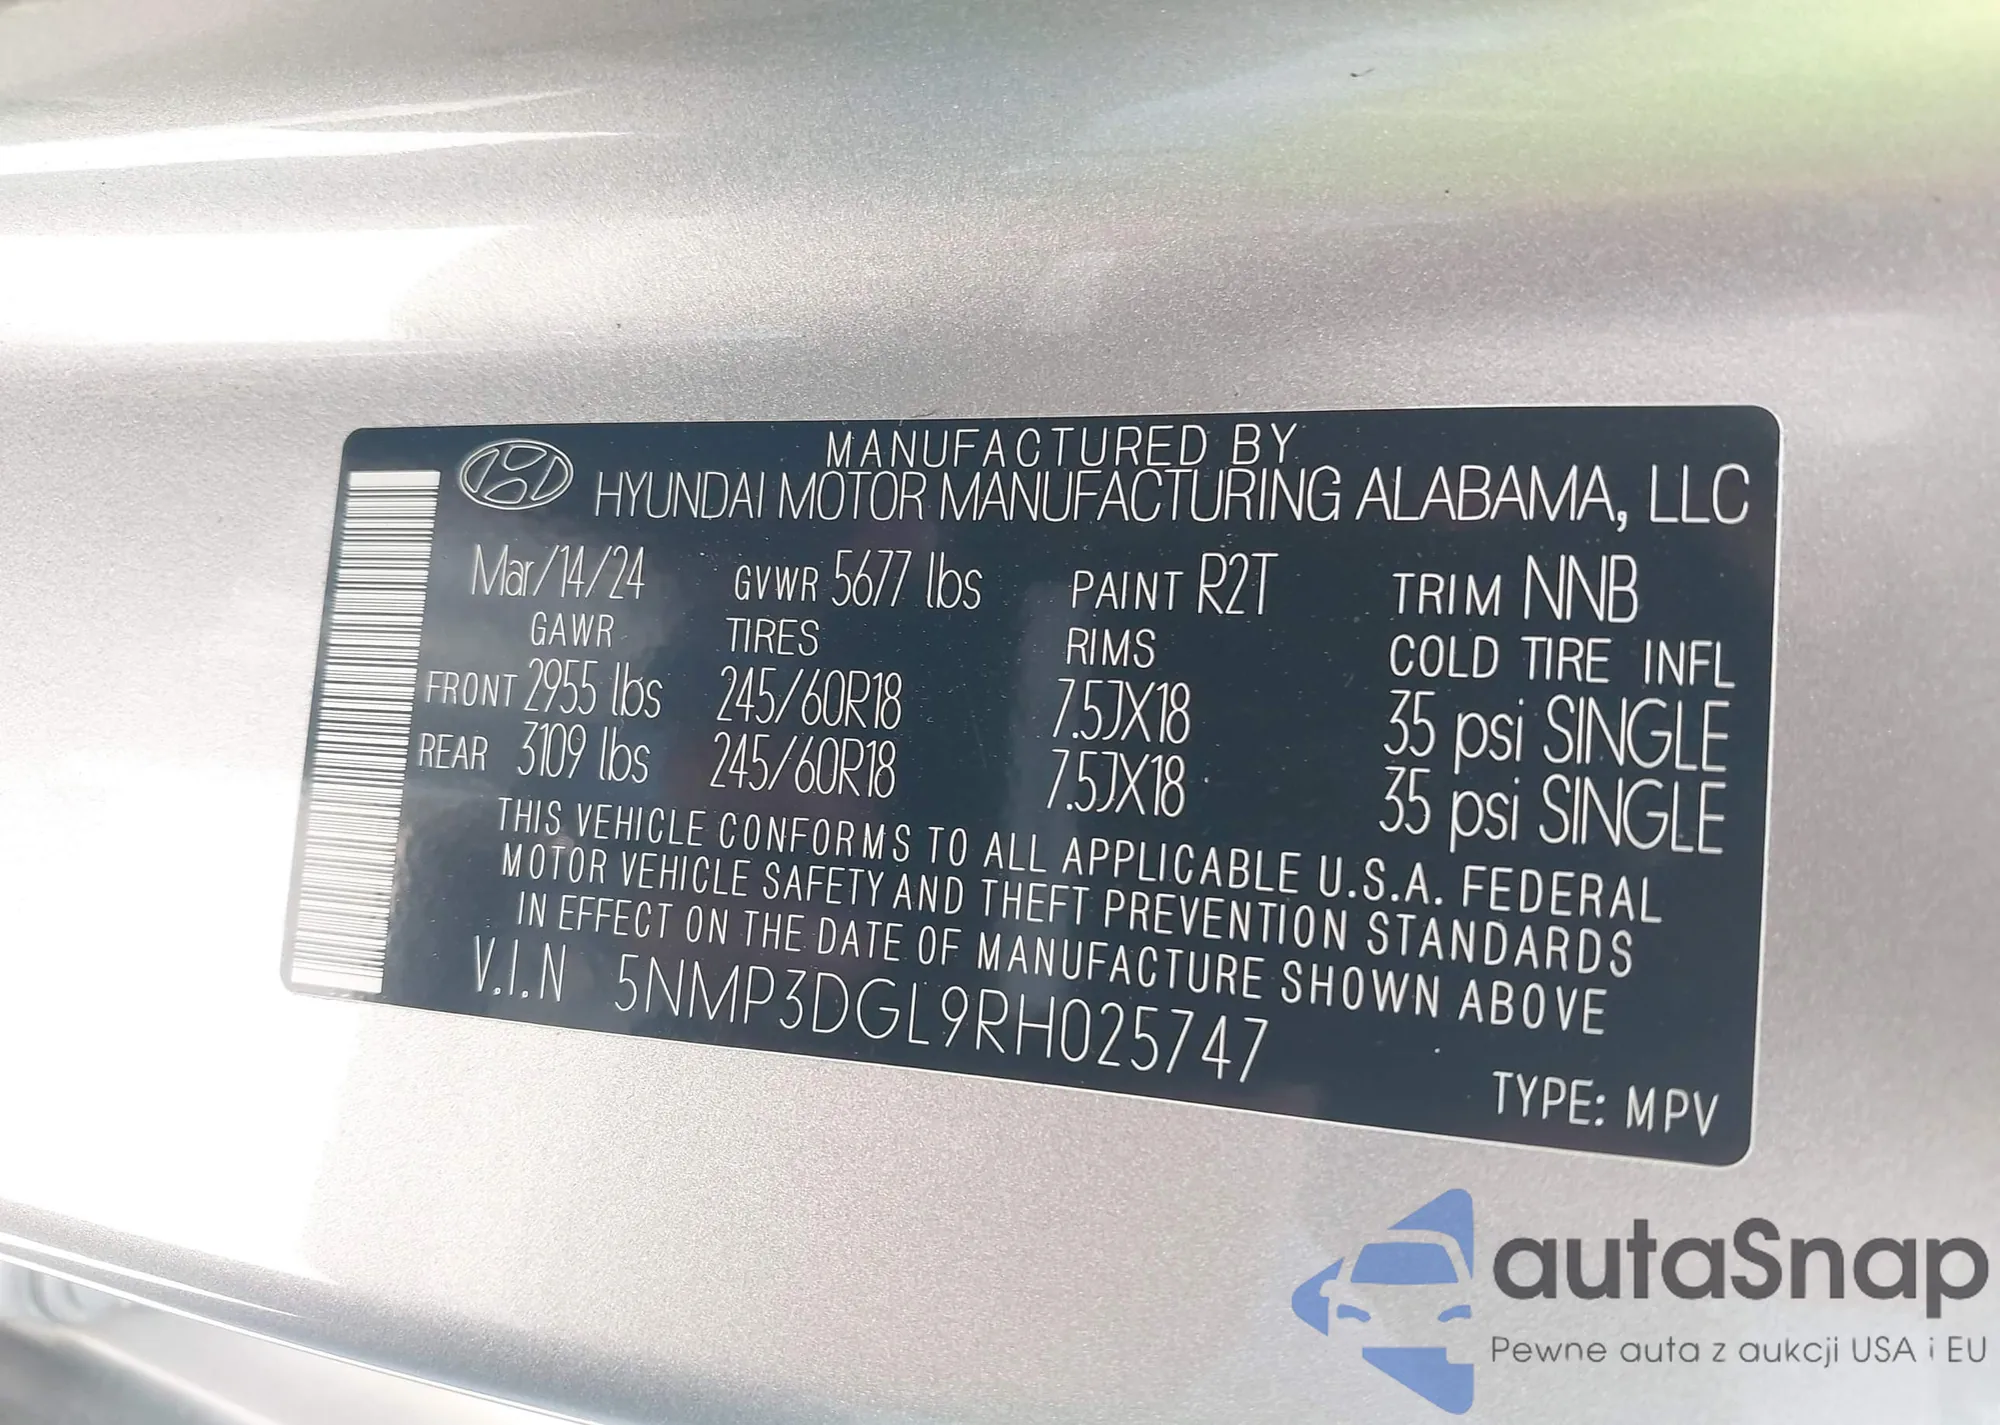 MANUFACTURED BY
HYUNDAI MOTOR MANUFACTURING ALABAMA, LLC
Mar/14/24 GVWR 5677 lbs PAINT R2T TRIM NNB
GAWR TIRES RIMS COLD TIRE INFL
FRONT 2955 lbs 245/60R18 7.5JX18 35 psi SINGLE
REAR 3109 lbs 245/60R18 7.5JX18 35 psi SINGLE
THIS VEHICLE CONFORMS TO ALL APPLICABLE U.S.A. FEDERAL
MOTOR VEHICLE SAFETY AND THEFT PREVENTION STANDARDS
IN EFFECT ON THE DATE OF MANUFACTURE SHOWN ABOVE
V.I.N 5NMP3DGL9RH025747
TYPE: MPV
autaSnap
Pewne auta z aukcji USA i EU